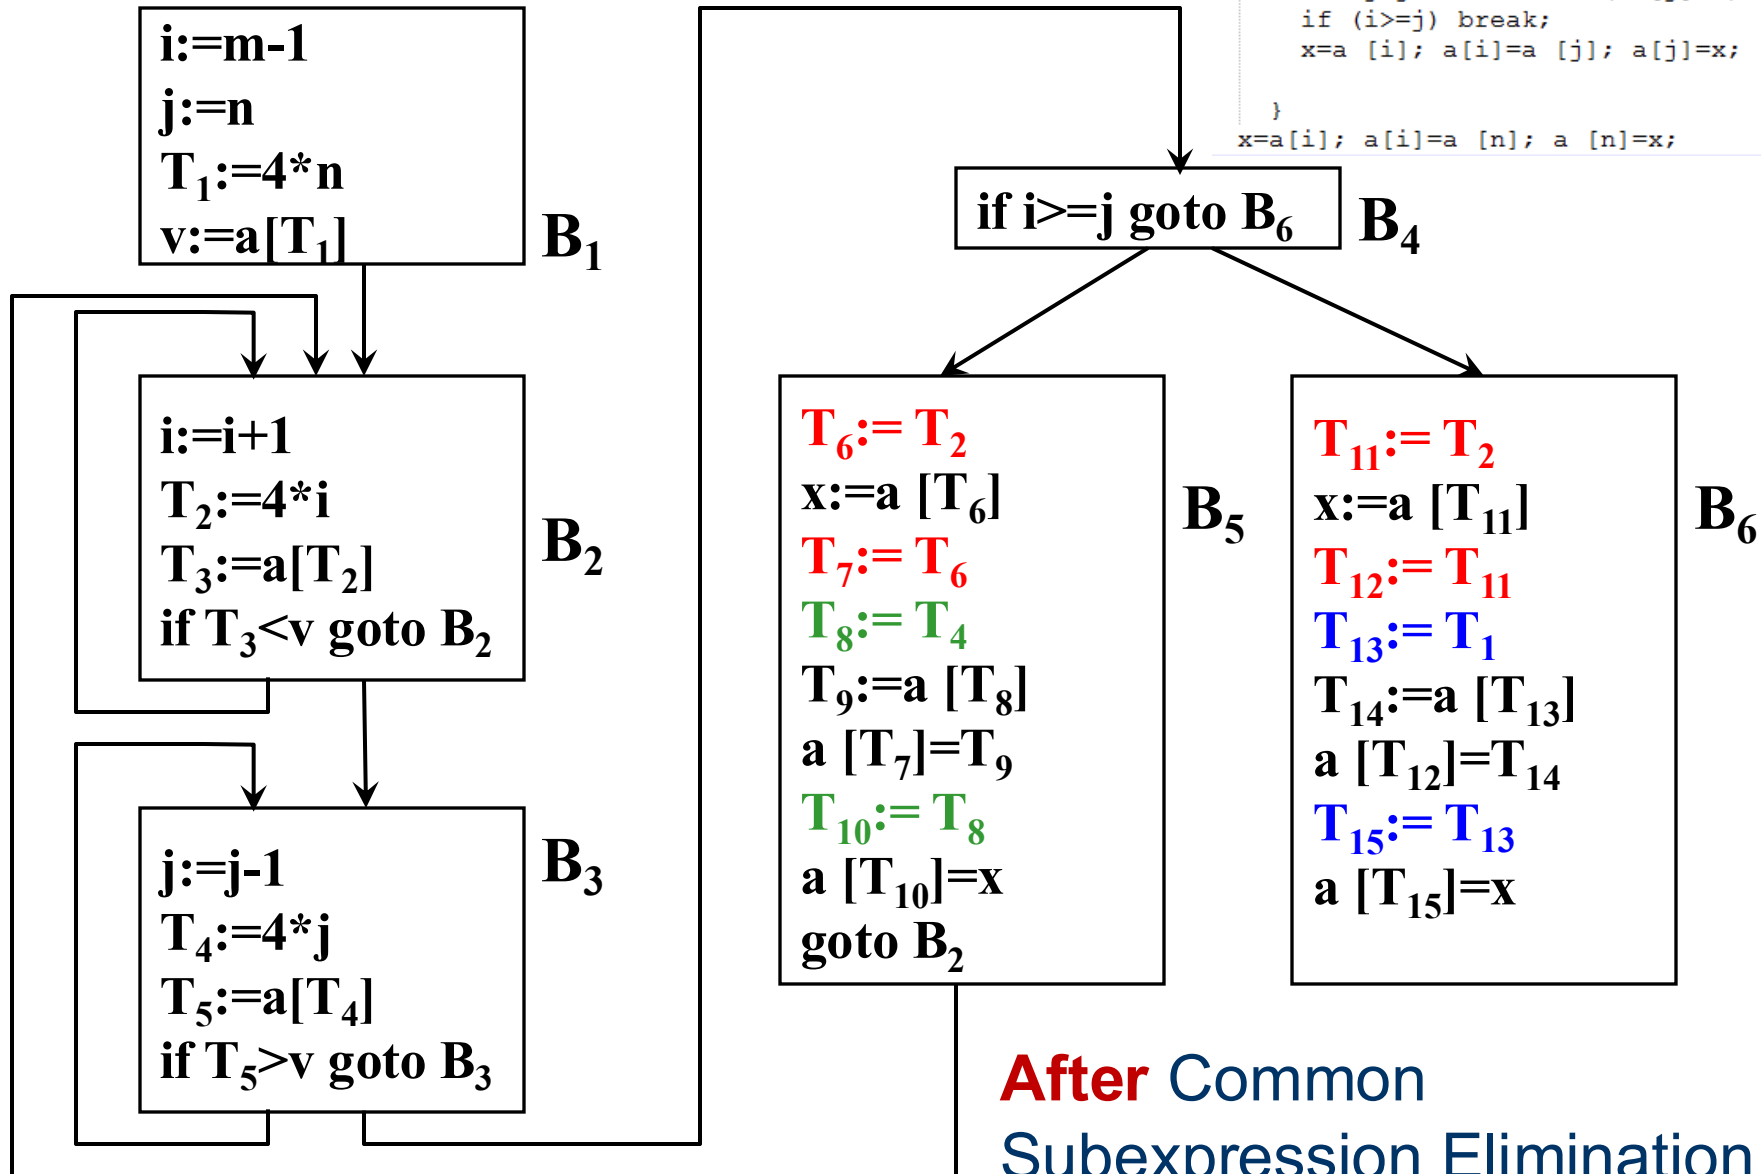 i:=m-1
j:=n
T₁:=4*n
v:=a[T₁]
B₁
i:=i+1
T₂:=4*i
T₃:=a[T₂]
if T₃<v goto B₂
B₂
j:=j-1
T₄:=4*j
T₅:=a[T₄]
if T₅>v goto B₃
B₃
if (i>=j) break;
x=a [i]; a[i]=a [j]; a[j]=x;
}
x=a[i]; a[i]=a [n]; a [n]=x;
if i>=j goto B₆
B₄
T₆:= T₂
x:=a [T₆]
T₇:= T₆
T₈:= T₄
T₉:=a [T₈]
a [T₇]=T₉
T₁₀:= T₈
a [T₁₀]=x
goto B₂
B₅
T₁₁:= T₂
x:=a [T₁₁]
T₁₂:= T₁₁
T₁₃:= T₁
T₁₄:=a [T₁₃]
a [T₁₂]=T₁₄
T₁₅:= T₁₃
a [T₁₅]=x
B₆
After Common
Subexpression Elimination